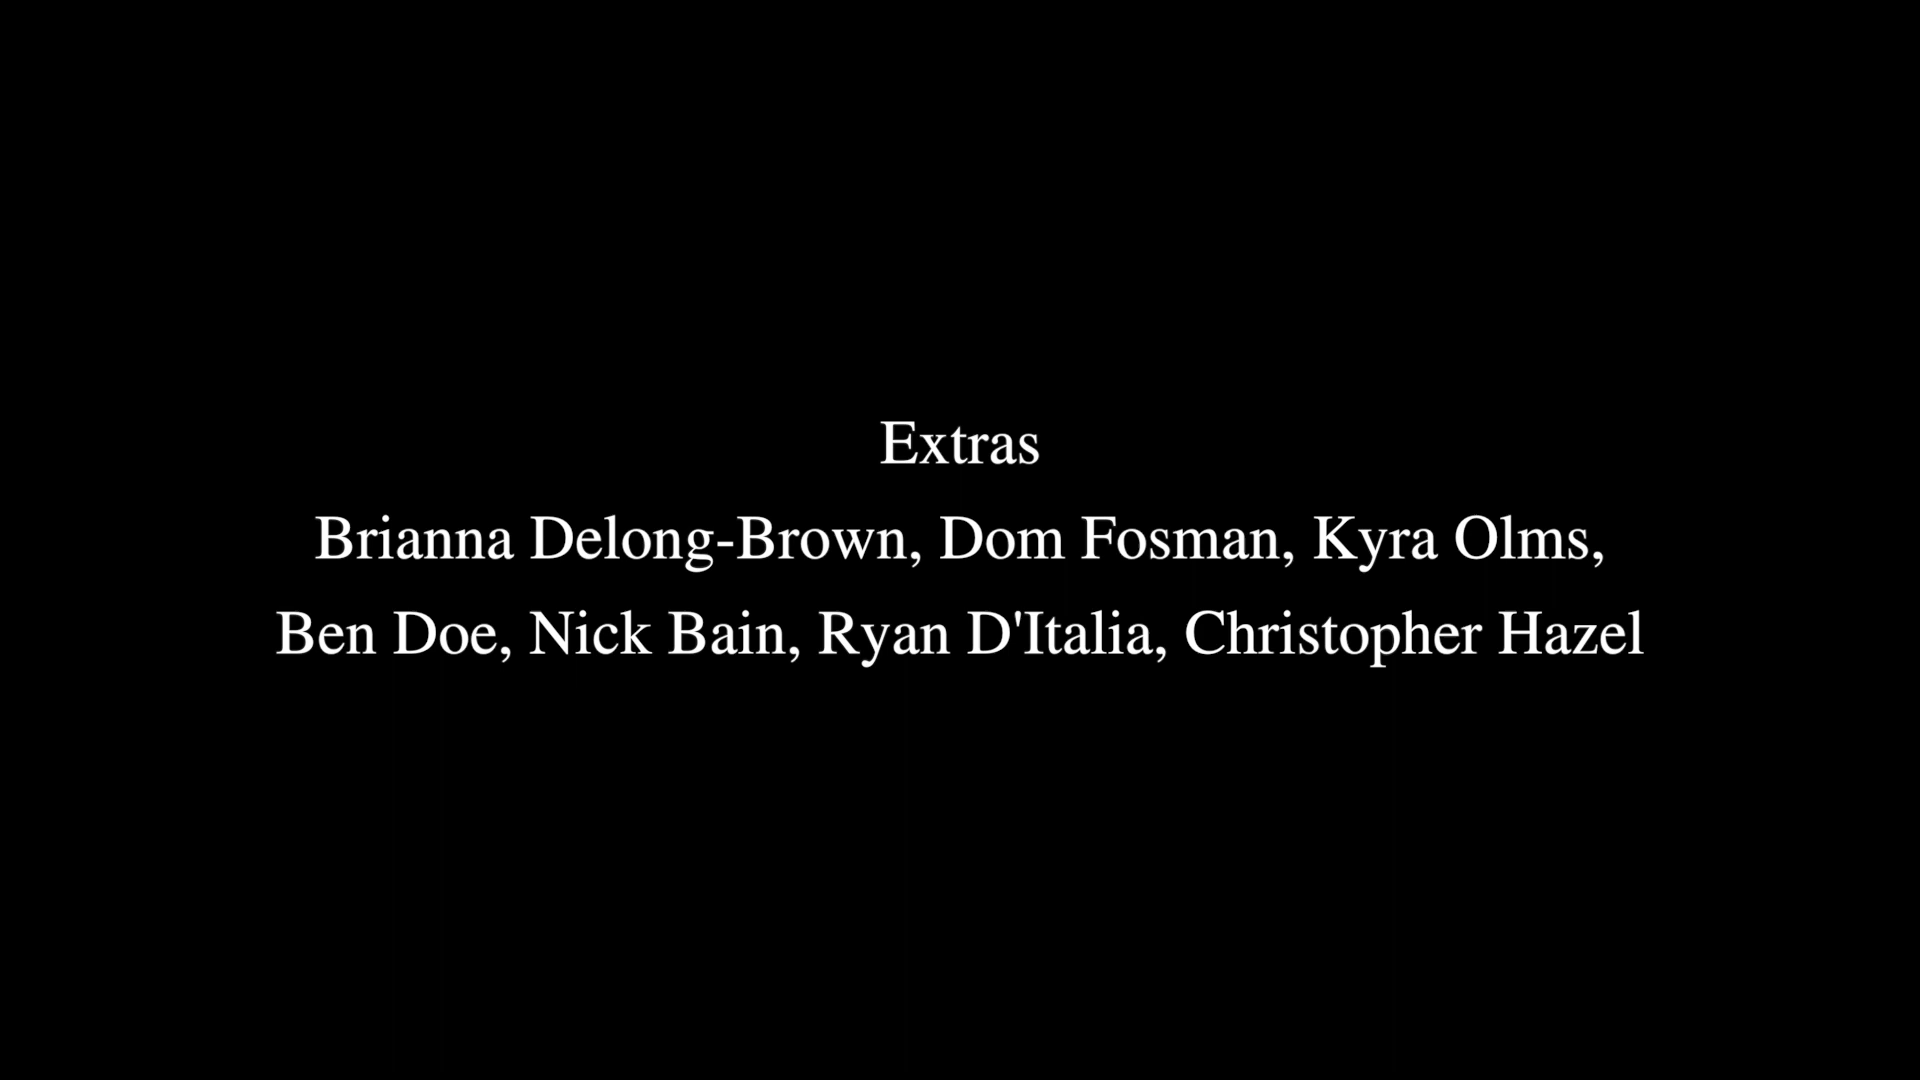 Extras
Brianna Delong-Brown, Dom Fosman, Kyra Olms,
Ben Doe, Nick Bain, Ryan D'Italia, Christopher Hazel